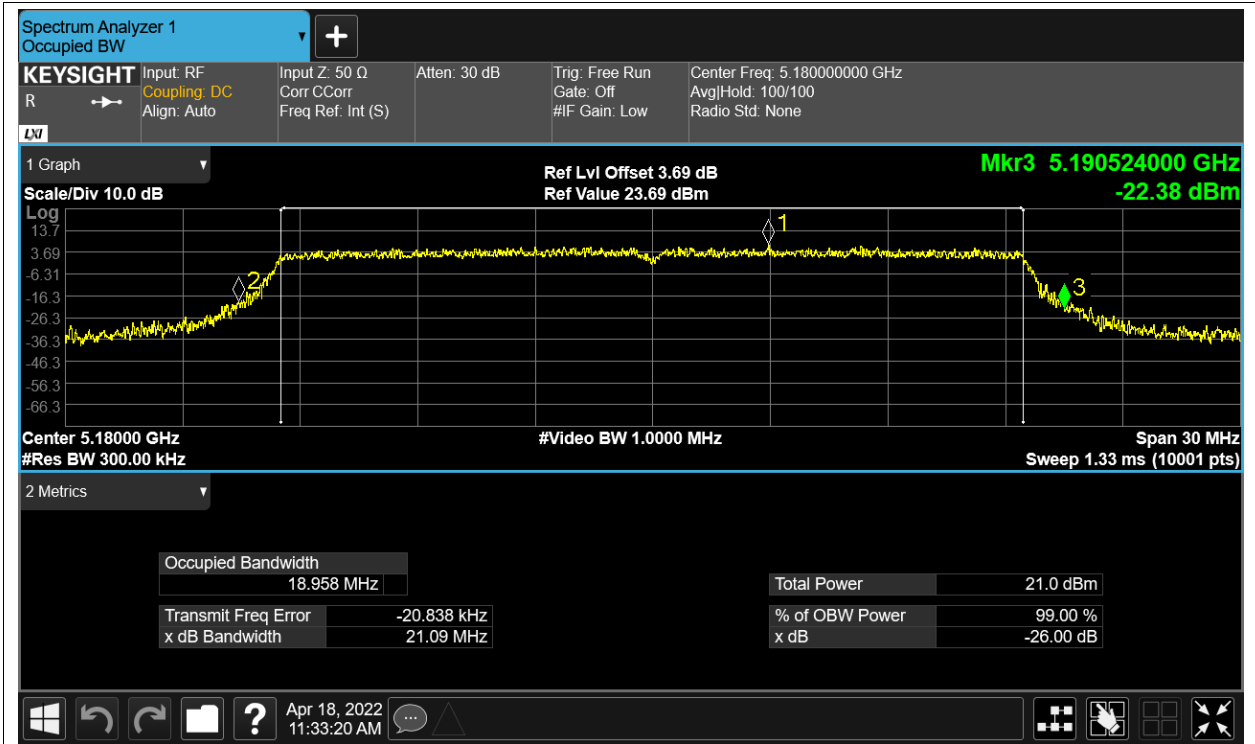 Spectrum Analyzer 1
Occupied BW
KEYSIGHT
R
LXI
Input: RF
Coupling: DC
Align: Auto
Input Z: 50 Ω
Corr CCorr
Freq Ref: Int (S)
Atten: 30 dB
Trig: Free Run
Gate: Off
#IF Gain: Low
Center Freq: 5.180000000 GHz
Avg|Hold: 100/100
Radio Std: None
1 Graph
Scale/Div 10.0 dB
Ref Lvl Offset 3.69 dB
Ref Value 23.69 dBm
Mkr3 5.190524000 GHz
-22.38 dBm
Log
13.7
3.69
-6.31
-16.3
-26.3
-36.3
-46.3
-56.3
-66.3
1
2
3
Center 5.18000 GHz
#Video BW 1.0000 MHz
Span 30 MHz
#Res BW 300.00 kHz
Sweep 1.33 ms (10001 pts)
2 Metrics
Occupied Bandwidth
18.958 MHz
Total Power 21.0 dBm
Transmit Freq Error -20.838 kHz
% of OBW Power 99.00 %
x dB Bandwidth 21.09 MHz
x dB -26.00 dB
?
Apr 18, 2022
11:33:20 AM